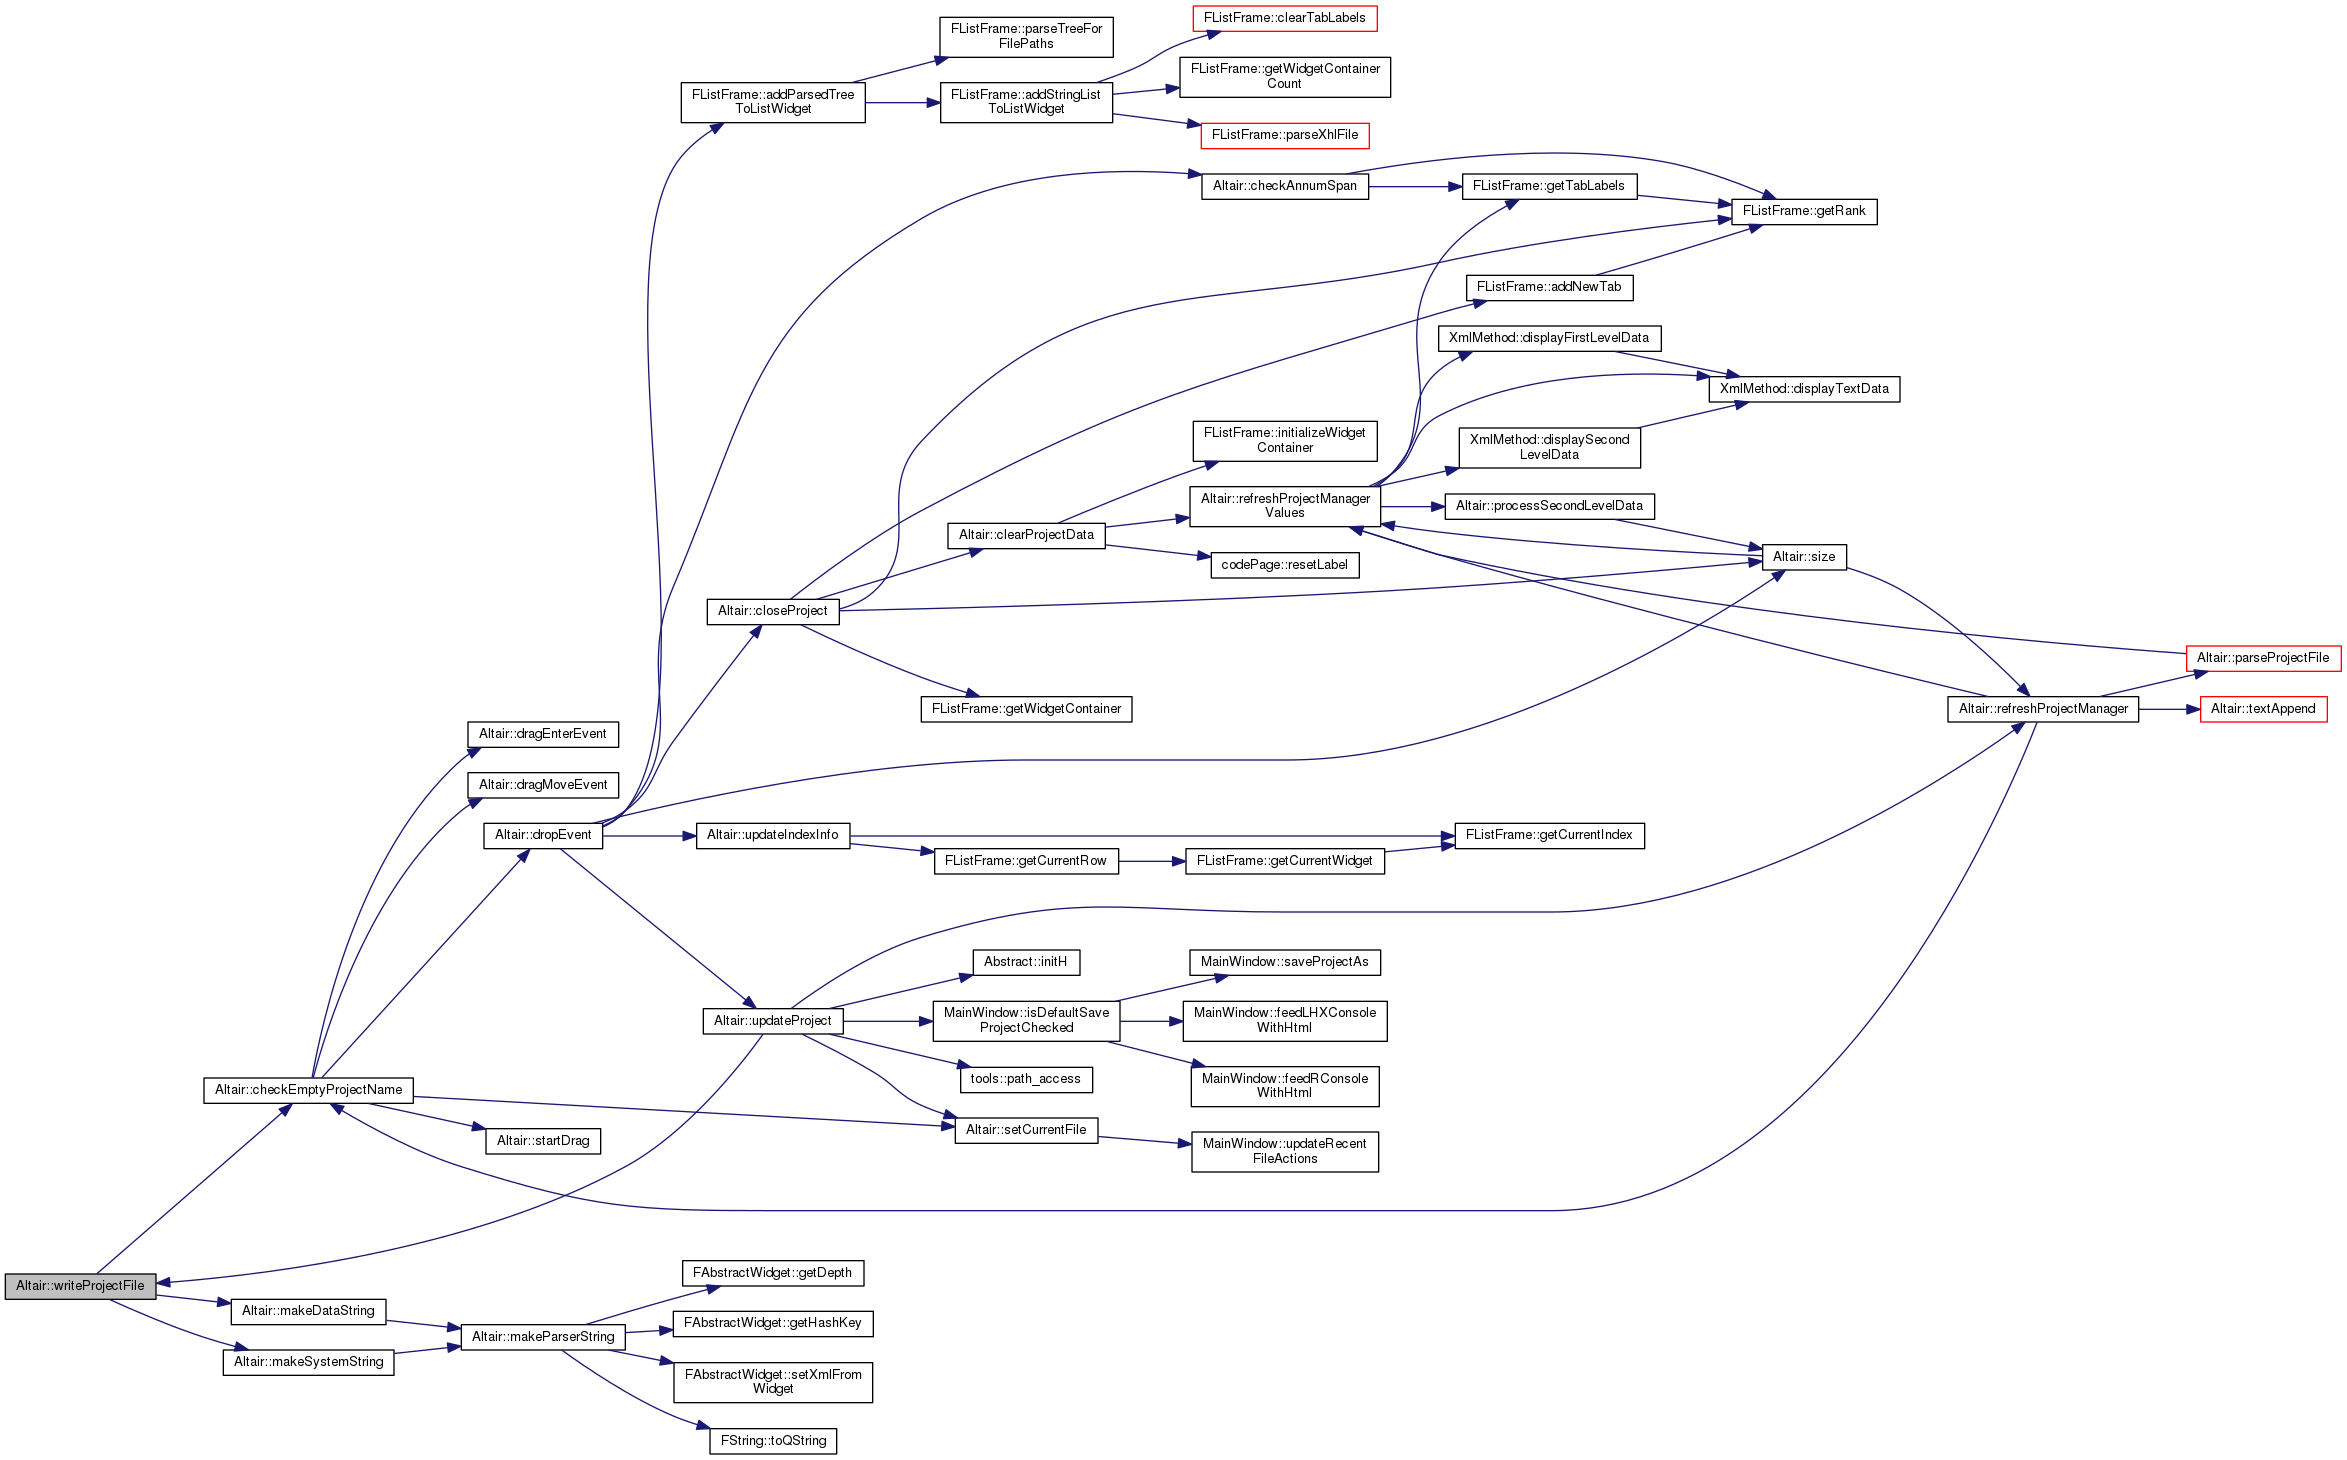 FListFrame::clearTabLabels
FListFrame::parseTreeFor
FilePaths
FListFrame::getWidgetContainer
Count
FListFrame::addParsedTree
ToListWidget
FListFrame::addStringList
ToListWidget
FListFrame::parseXhlFile
Altair::checkAnnumSpan
FListFrame::getTabLabels
FListFrame::getRank
FListFrame::addNewTab
XmlMethod::displayFirstLevelData
XmlMethod::displayTextData
FListFrame::initializeWidget
Container
XmlMethod::displaySecond
LevelData
Altair::refreshProjectManager
Values
Altair::processSecondLevelData
Altair::clearProjectData
Altair::size
codePage::resetLabel
Altair::closeProject
Altair::parseProjectFile
FListFrame::getWidgetContainer
Altair::refreshProjectManager
Altair::textAppend
Altair::dragEnterEvent
Altair::dragMoveEvent
Altair::dropEvent
Altair::updateIndexInfo
FListFrame::getCurrentIndex
FListFrame::getCurrentRow
FListFrame::getCurrentWidget
Abstract::initH
MainWindow::saveProjectAs
Altair::updateProject
MainWindow::isDefaultSave
ProjectChecked
MainWindow::feedLHXConsole
WithHtml
tools::path_access
MainWindow::feedRConsole
WithHtml
Altair::checkEmptyProjectName
Altair::setCurrentFile
Altair::startDrag
MainWindow::updateRecent
FileActions
Altair::writeProjectFile
FAbstractWidget::getDepth
Altair::makeDataString
FAbstractWidget::getHashKey
Altair::makeParserString
Altair::makeSystemString
FAbstractWidget::setXmlFrom
Widget
FString::toQString